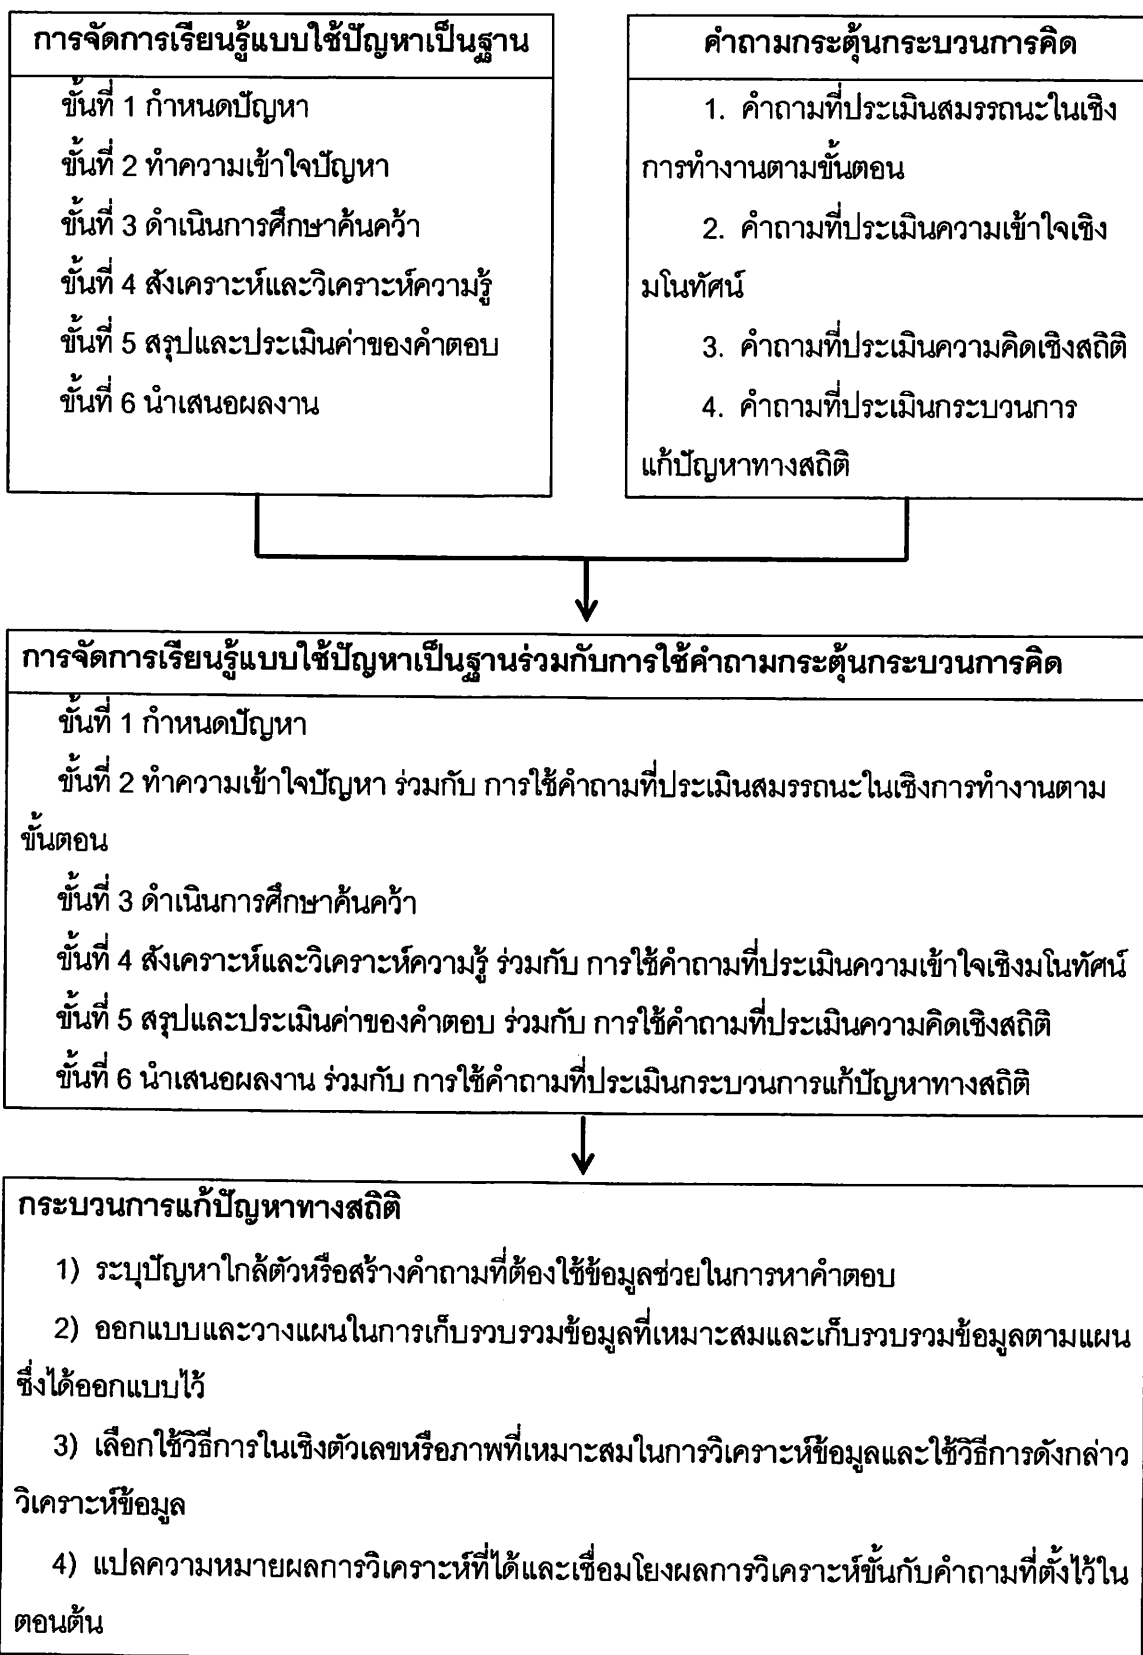 การจัดการเรียนรู้แบบใช้ปัญหาเป็นฐาน
ขั้นที่ 1 กำหนดปัญหา
ขั้นที่ 2 ทำความเข้าใจปัญหา
ขั้นที่ 3 ดำเนินการศึกษาค้นคว้า
ขั้นที่ 4 สังเคราะห์และวิเคราะห์ความรู้
ขั้นที่ 5 สรุปและประเมินค่าของคำตอบ
ขั้นที่ 6 นำเสนอผลงาน
คำถามกระตุ้นกระบวนการคิด
1. คำถามที่ประเมินสมรรถนะในเชิง
การทำงานตามขั้นตอน
2. คำถามที่ประเมินความเข้าใจเชิง
มโนทัศน์
3. คำถามที่ประเมินความคิดเชิงสถิติ
4. คำถามที่ประเมินกระบวนการ
แก้ปัญหาทางสถิติ
การจัดการเรียนรู้แบบใช้ปัญหาเป็นฐานร่วมกับการใช้คำถามกระตุ้นกระบวนการคิด
ขั้นที่ 1 กำหนดปัญหา
ขั้นที่ 2 ทำความเข้าใจปัญหา ร่วมกับ การใช้คำถามที่ประเมินสมรรถนะในเชิงการทำงานตาม
ขั้นตอน
ขั้นที่ 3 ดำเนินการศึกษาค้นคว้า
ขั้นที่ 4 สังเคราะห์และวิเคราะห์ความรู้ ร่วมกับ การใช้คำถามที่ประเมินความเข้าใจเชิงมโนทัศน์
ขั้นที่ 5 สรุปและประเมินค่าของคำตอบ ร่วมกับ การใช้คำถามที่ประเมินความคิดเชิงสถิติ
ขั้นที่ 6 นำเสนอผลงาน ร่วมกับ การใช้คำถามที่ประเมินกระบวนการแก้ปัญหาทางสถิติ
กระบวนการแก้ปัญหาทางสถิติ
1) ระบุปัญหาใกล้ตัวหรือสร้างคำถามที่ต้องใช้ข้อมูลช่วยในการหาคำตอบ
2) ออกแบบและวางแผนในการเก็บรวบรวมข้อมูลที่เหมาะสมและเก็บรวบรวมข้อมูลตามแผน
ซึ่งได้ออกแบบไว้
3) เลือกใช้วิธีการในเชิงตัวเลขหรือภาพที่เหมาะสมในการวิเคราะห์ข้อมูลและใช้วิธีการดังกล่าว
วิเคราะห์ข้อมูล
4) แปลความหมายผลการวิเคราะห์ที่ได้และเชื่อมโยงผลการวิเคราะห์ขั้นกับคำถามที่ตั้งไว้ใน
ตอนต้น